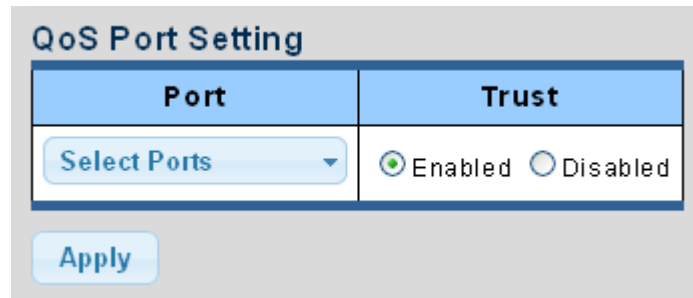 QoS Port Setting
Port Trust
Select Ports Enabled Disabled
Apply